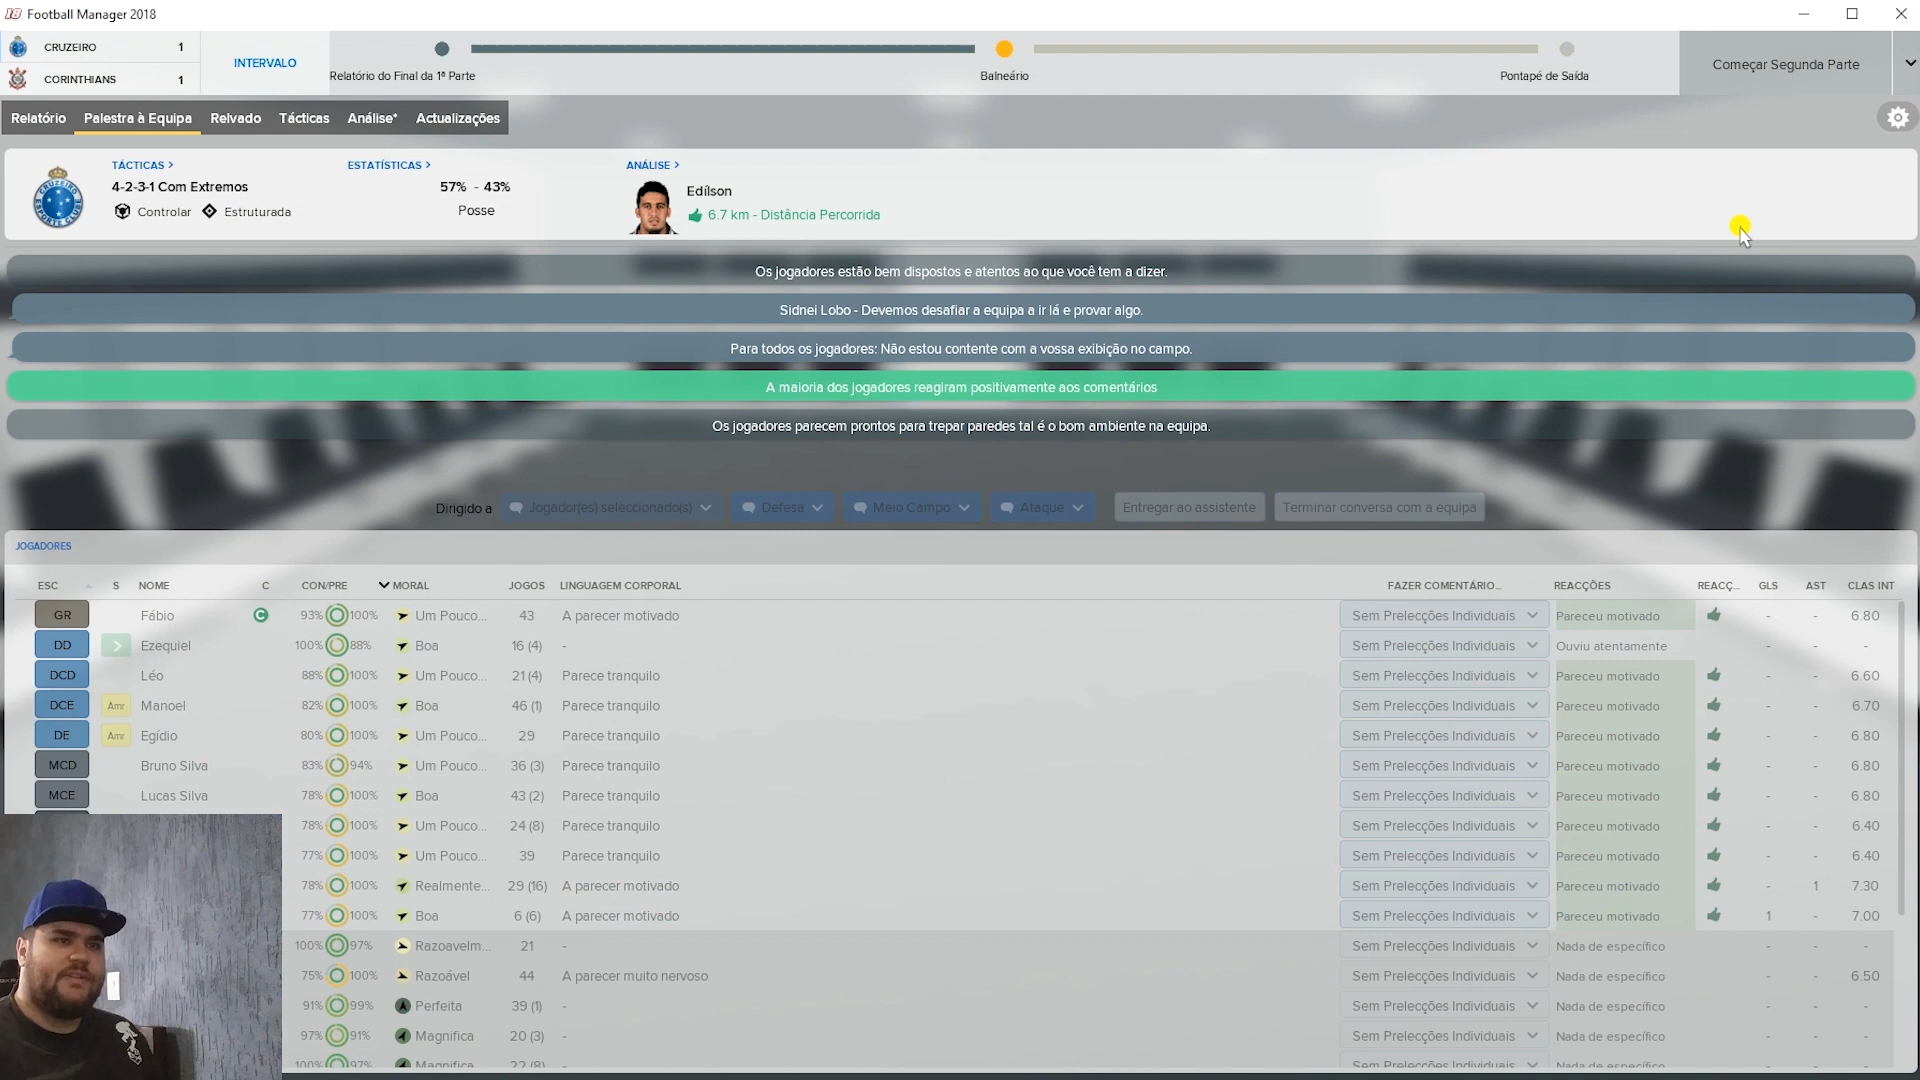 Football Manager 2018
CRUZEIRO 1
CORINTHIANS 1
INTERVALO
Relatório do Final da 1ª Parte
Balneário
Pontapé de Saída
Começar Segunda Parte
Relatório Palestra à Equipa Relvado Tácticas Análise* Actualizações
TÁCTICAS >
4-2-3-1 Com Extremos
Controlar Estruturada
ESTATÍSTICAS >
57% - 43%
Posse
ANÁLISE >
Edílson
6.7 km - Distância Percorrida
Os jogadores estão bem dispostos e atentos ao que você tem a dizer.
Sidnei Lobo - Devemos desafiar a equipa a ir lá e provar algo.
Para todos os jogadores: Não estou contente com a vossa exibição no campo.
A maioria dos jogadores reagiram positivamente aos comentários
Os jogadores parecem prontos para trepar paredes tal é o bom ambiente na equipa.
Dirigido a Jogador(es) seleccionado(s) Defesa Meio Campo Ataque Entregar ao assistente Terminar conversa com a equipa
JOGADORES
ESC S NOME C CON/PRE MORAL JOGOS LINGUAGEM CORPORAL FAZER COMENTÁRIO... REACÇÕES REACÇ... GLS AST CLAS INT
GR Fábio C 93% 100% Um Pouco... 43 A parecer motivado Sem Prelecções Individuais Pareceu motivado - - 6.80
DD Ezequiel 100% 88% Boa 16 (4) - Sem Prelecções Individuais Ouviu atentamente - - -
DCD Léo 88% 100% Um Pouco... 21 (4) Parece tranquilo Sem Prelecções Individuais Pareceu motivado - - 6.60
DCE Amr Manoel 82% 100% Boa 46 (1) Parece tranquilo Sem Prelecções Individuais Pareceu motivado - - 6.70
DE Amr Egídio 80% 100% Um Pouco... 29 Parece tranquilo Sem Prelecções Individuais Pareceu motivado - - 6.80
MCD Bruno Silva 83% 94% Um Pouco... 36 (3) Parece tranquilo Sem Prelecções Individuais Pareceu motivado - - 6.80
MCE Lucas Silva 78% 100% Boa 43 (2) Parece tranquilo Sem Prelecções Individuais Pareceu motivado - - 6.80
78% 100% Um Pouco... 24 (8) Parece tranquilo Sem Prelecções Individuais Pareceu motivado - - 6.40
77% 100% Um Pouco... 39 Parece tranquilo Sem Prelecções Individuais Pareceu motivado - - 6.40
78% 100% Realmente... 29 (16) A parecer motivado Sem Prelecções Individuais Pareceu motivado - 1 7.30
77% 100% Boa 6 (6) A parecer motivado Sem Prelecções Individuais Pareceu motivado 1 - 7.00
100% 97% Razoavelm... 21 - Sem Prelecções Individuais Nada de específico - - -
75% 100% Razoável 44 A parecer muito nervoso Sem Prelecções Individuais Nada de específico - - 6.50
91% 99% Perfeita 39 (1) - Sem Prelecções Individuais Nada de específico - - -
97% 91% Magnifica 20 (3) - Sem Prelecções Individuais Nada de específico - - -
100% 97% Magnifica 22 (8) - Sem Prelecções Individuais Nada de específico - - -